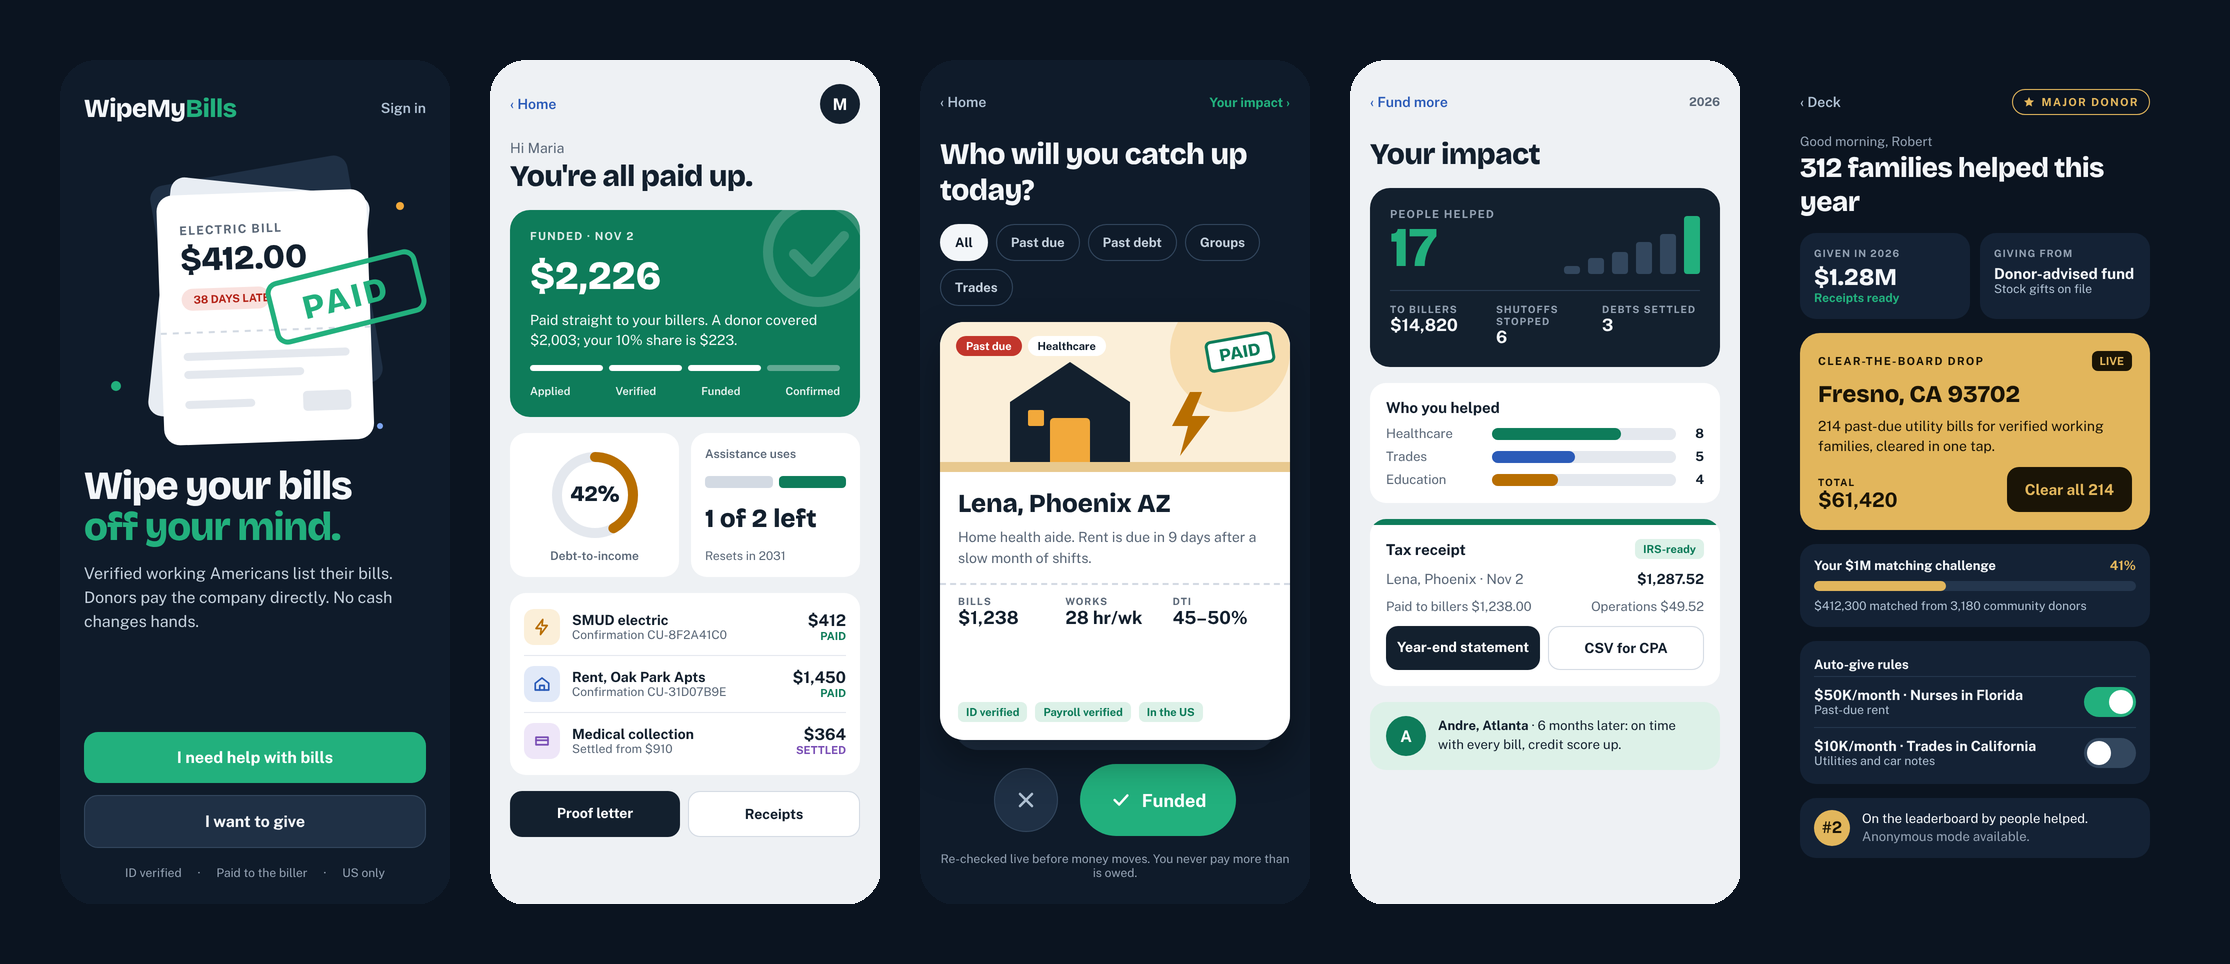 WipeMyBills
Sign in
ELECTRIC BILL
$412.00
38 DAYS LATE
PAID
Wipe your bills
off your mind.
Verified working Americans list their bills.
Donors pay the company directly. No cash
changes hands.
I need help with bills
I want to give
ID verified · Paid to the biller · US only
‹ Home
M
Hi Maria
You're all paid up.
FUNDED · NOV 2
$2,226
Paid straight to your billers. A donor covered
$2,003; your 10% share is $223.
Applied Verified Funded Confirmed
42%
Debt-to-income
Assistance uses
1 of 2 left
Resets in 2031
SMUD electric $412
Confirmation CU-8F2A41C0 PAID
Rent, Oak Park Apts $1,450
Confirmation CU-31D07B9E PAID
Medical collection $364
Settled from $910 SETTLED
Proof letter Receipts
‹ Home Your impact ›
Who will you catch up
today?
All Past due Past debt Groups
Trades
Past due Healthcare PAID
Lena, Phoenix AZ
Home health aide. Rent is due in 9 days after a
slow month of shifts.
BILLS WORKS DTI
$1,238 28 hr/wk 45–50%
ID verified Payroll verified In the US
Funded
Re-checked live before money moves. You never pay more than
is owed.
‹ Fund more 2026
Your impact
PEOPLE HELPED
17
TO BILLERS
$14,820
SHUTOFFS
STOPPED
6
DEBTS SETTLED
3
Who you helped
Healthcare 8
Trades 5
Education 4
Tax receipt IRS-ready
Lena, Phoenix · Nov 2 $1,287.52
Paid to billers $1,238.00 Operations $49.52
Year-end statement CSV for CPA
A
Andre, Atlanta · 6 months later: on time
with every bill, credit score up.
‹ Deck ★ MAJOR DONOR
Good morning, Robert
312 families helped this
year
GIVEN IN 2026
$1.28M
Receipts ready
GIVING FROM
Donor-advised fund
Stock gifts on file
CLEAR-THE-BOARD DROP LIVE
Fresno, CA 93702
214 past-due utility bills for verified working
families, cleared in one tap.
TOTAL
$61,420
Clear all 214
Your $1M matching challenge 41%
$412,300 matched from 3,180 community donors
Auto-give rules
$50K/month · Nurses in Florida
Past-due rent
$10K/month · Trades in California
Utilities and car notes
#2
On the leaderboard by people helped.
Anonymous mode available.